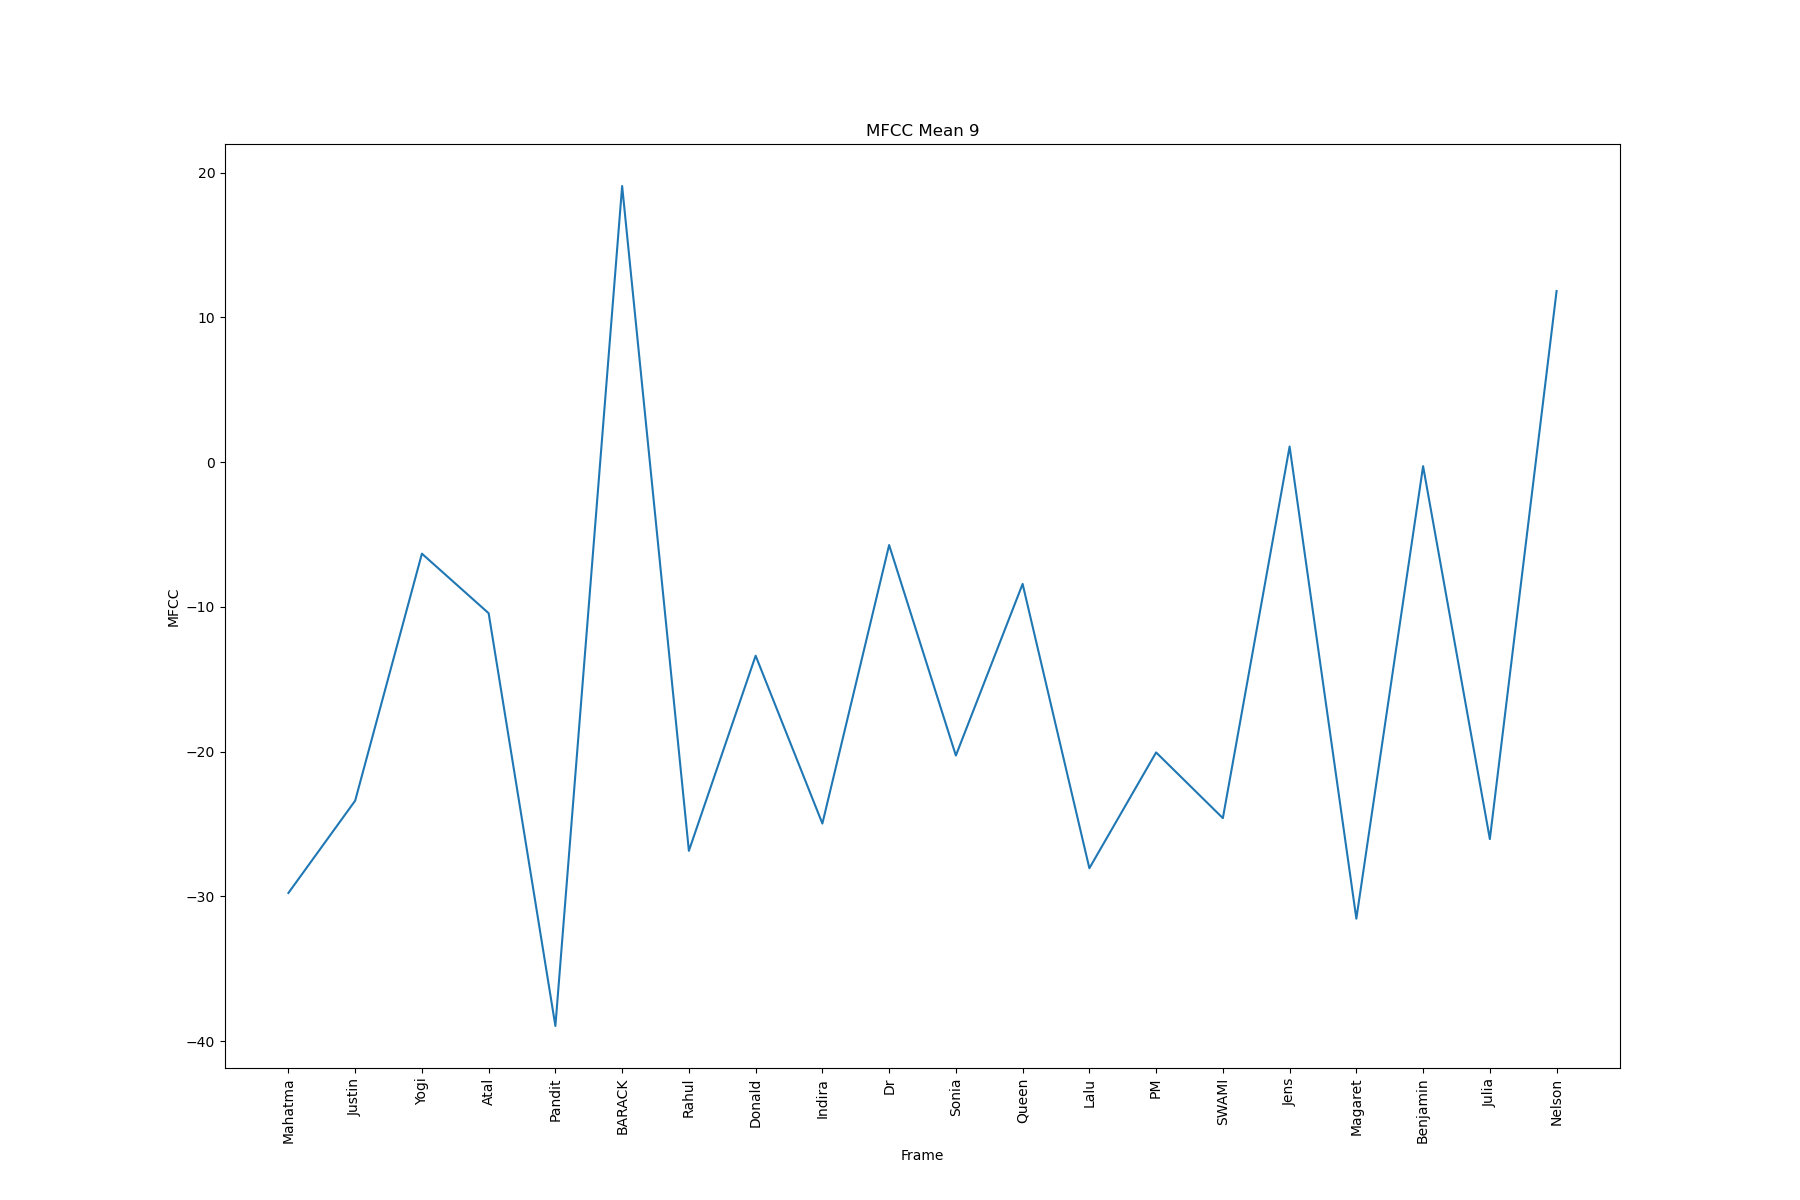 MFCC Mean 9
20
10
0
−10
−20
−30
−40
MFCC
Mahatma
Justin
Yogi
Atal
Pandit
BARACK
Rahul
Donald
Indira
Dr
Sonia
Queen
Lalu
PM
SWAMI
Jens
Magaret
Benjamin
Julia
Nelson
Frame